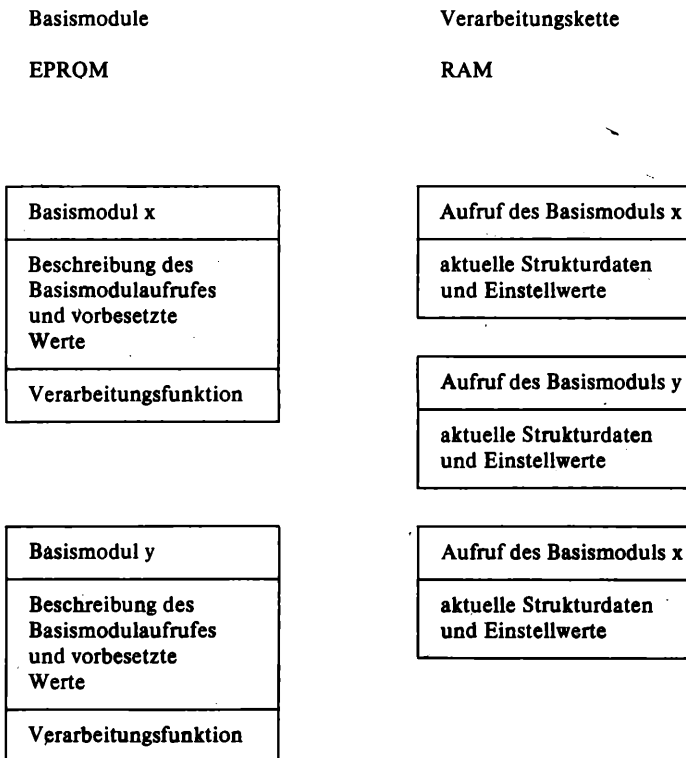 Basismodule
EPROM
Basismodul x
Beschreibung des
Basismodulaufrufes
und vorbesetzte
Werte
Verarbeitungsfunktion
Basismodul y
Beschreibung des
Basismodulaufrufes
und vorbesetzte
Werte
Verarbeitungsfunktion
Verarbeitungskette
RAM
Aufruf des Basismoduls x
aktuelle Strukturdaten
und Einstellwerte
Aufruf des Basismoduls y
aktuelle Strukturdaten
und Einstellwerte
Aufruf des Basismoduls x
aktuelle Strukturdaten
und Einstellwerte